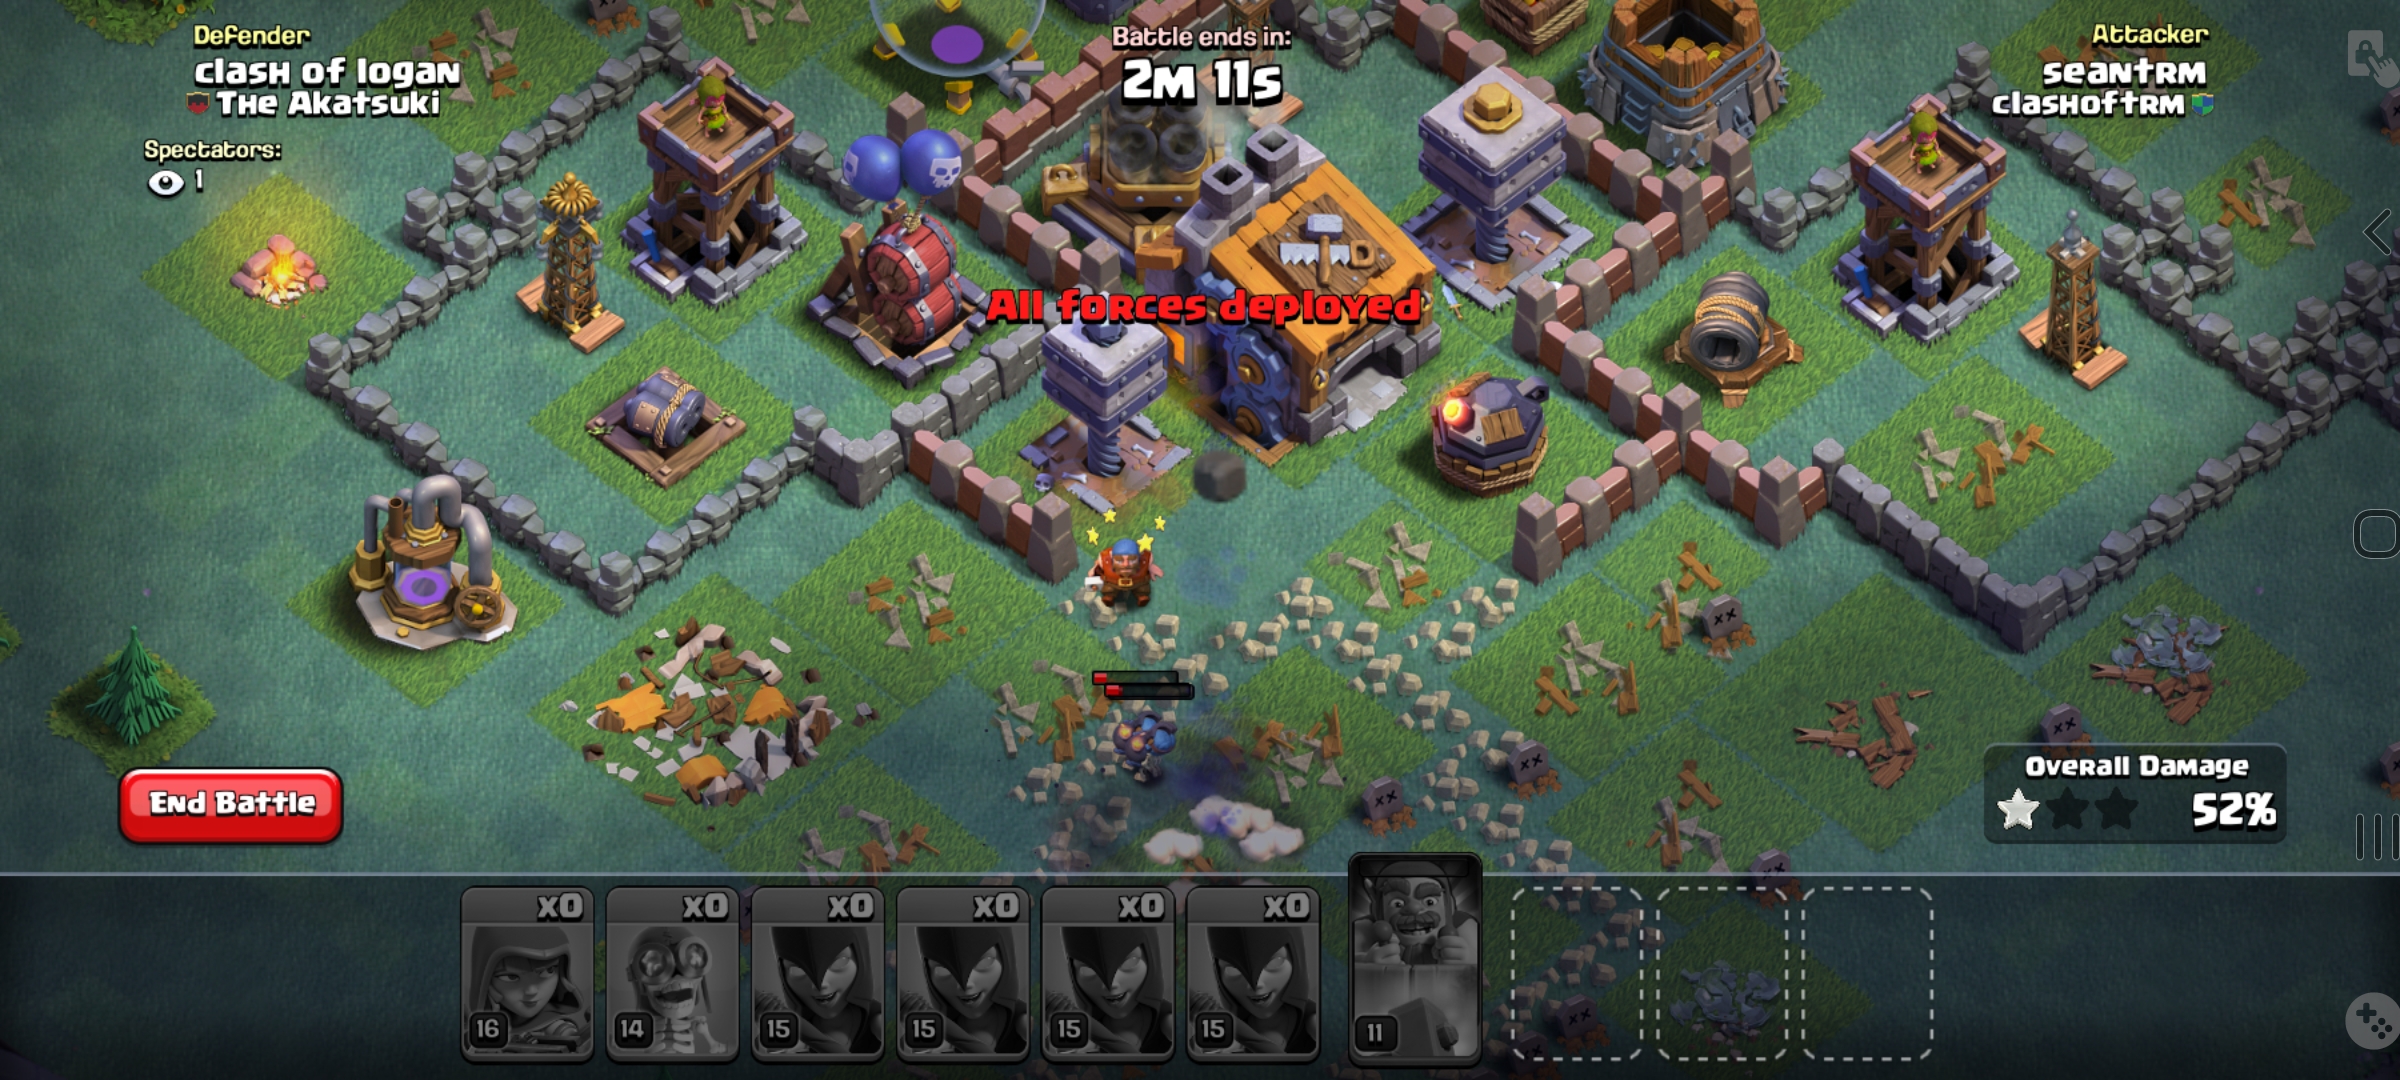 Defender
clash of logan
The Akatsuki
Spectators:
1
Battle ends in:
2m 11s
Attacker
seantrm
clashoftrm
All forces deployed
End Battle
Overall Damage
52%
x0
x0
x0
x0
x0
x0
16
14
15
15
15
15
11